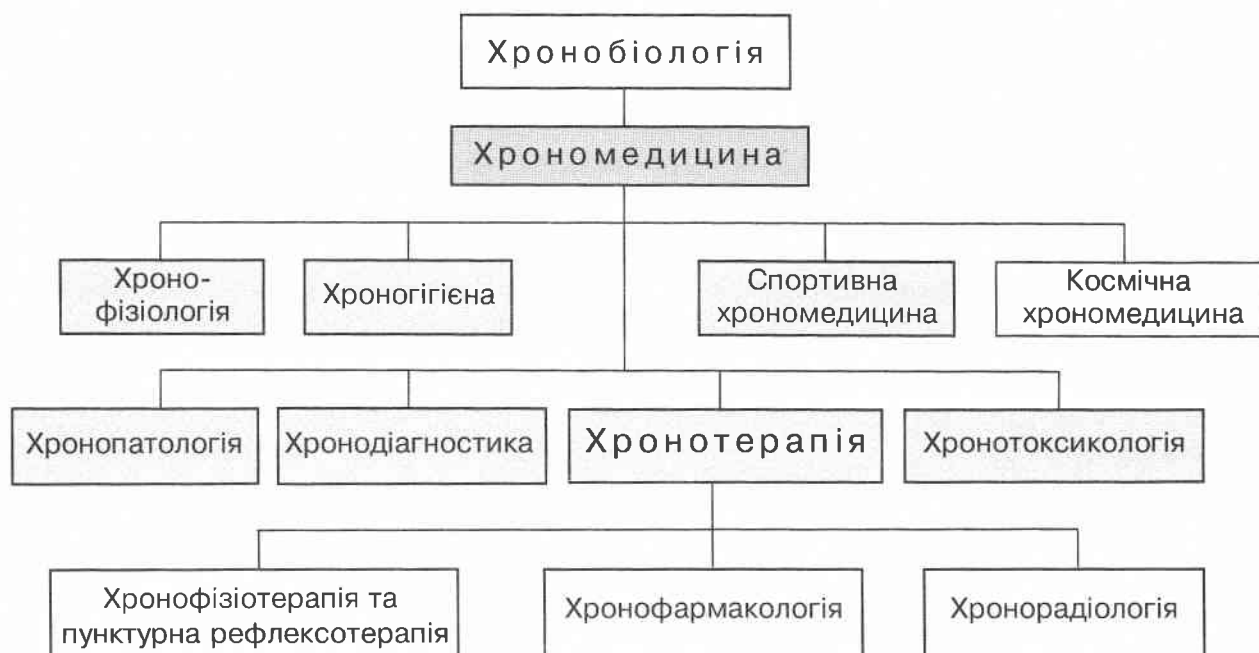 Хронобіологія
Хрономедицина
Хроно-
фізіологія
Хроногігієна
Спортивна
хрономедицина
Космічна
хрономедицина
Хронопатологія
Хронодіагностика
Хронотерапія
Хронотоксикологія
Хронофізіотерапія та
пунктурна рефлексотерапія
Хронофармакологія
Хронорадіологія